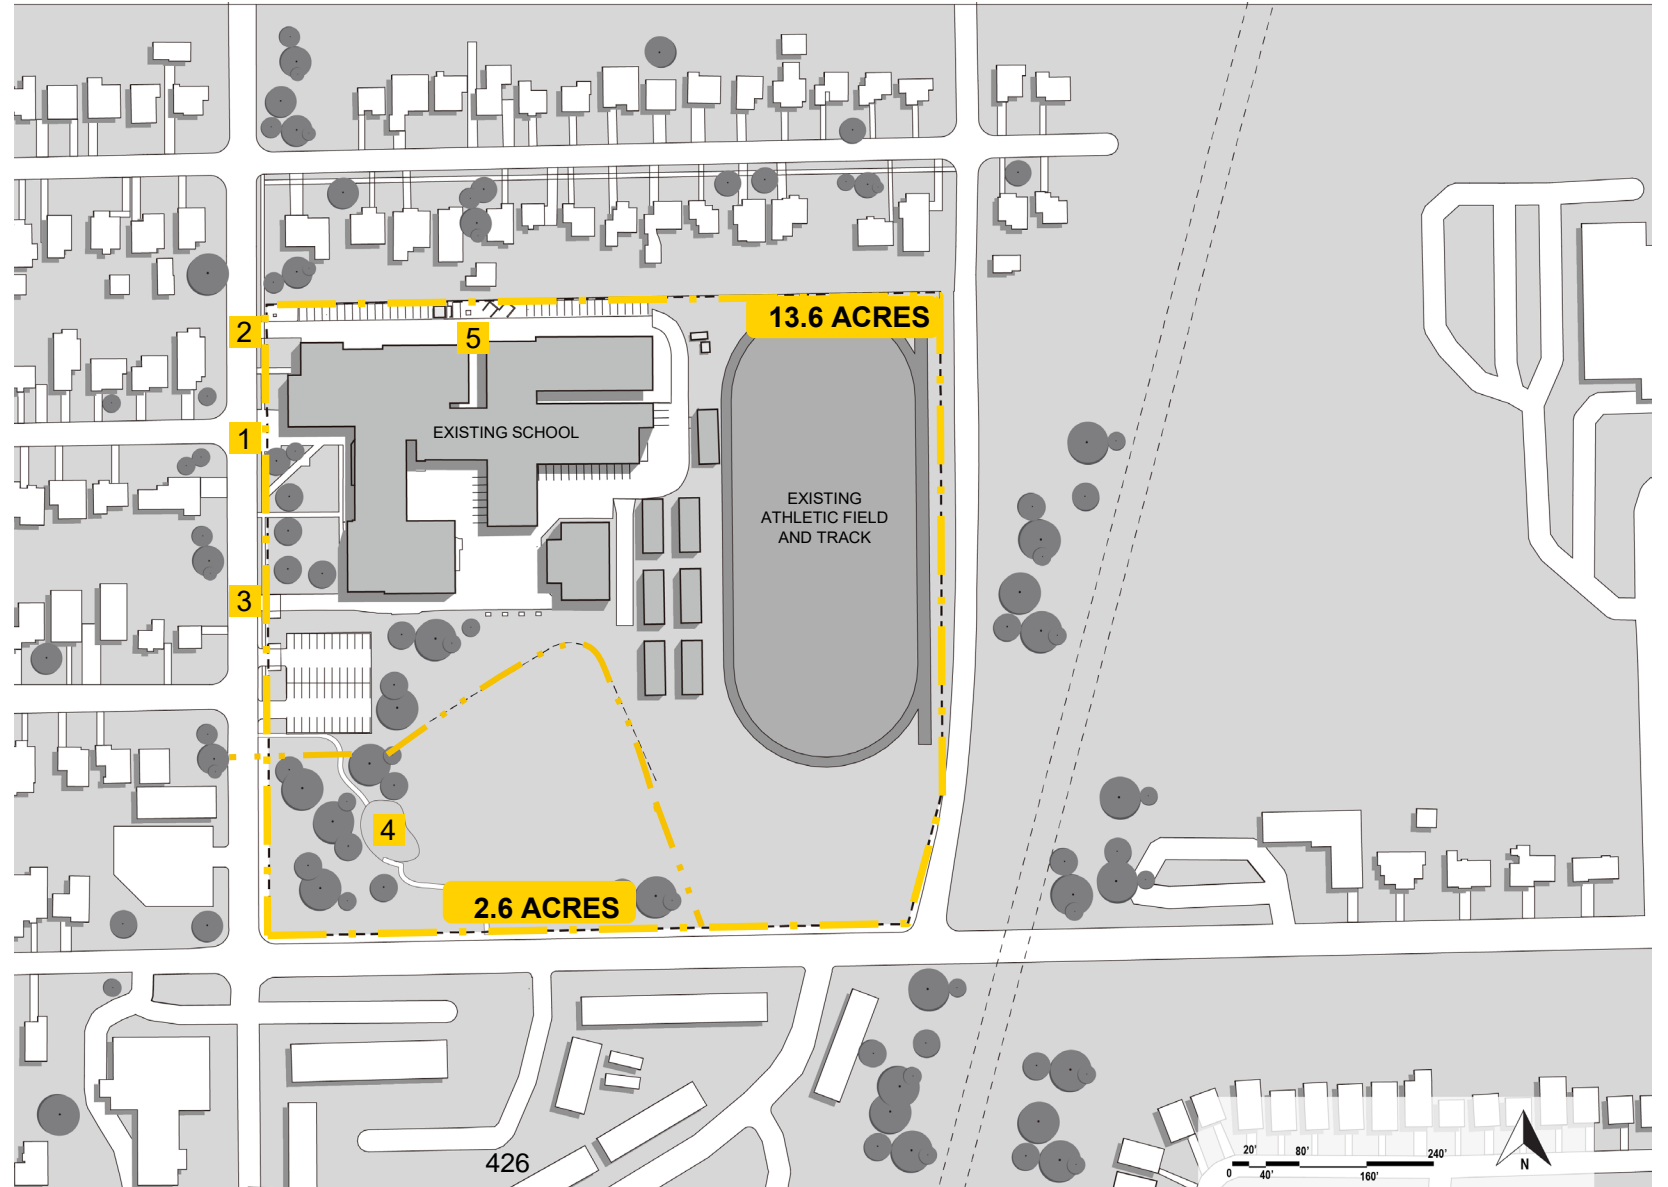 13.6 ACRES
2
5
1
EXISTING SCHOOL
EXISTING
ATHLETIC FIELD
AND TRACK
3
4
2.6 ACRES
426
20' 80' 240'
0 40' 160'
N